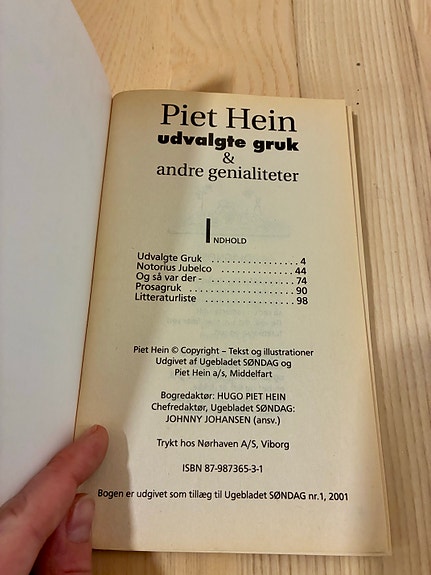 Piet Hein
udvalgte gruk
&
andre genialiteter
INDHOLD
Udvalgte Gruk . . . . . . . . . . . . . . . . 4
Notorius Jubelco . . . . . . . . . . . . . 44
Og så var der - . . . . . . . . . . . . . . . 74
Prosagruk . . . . . . . . . . . . . . . . . . . 90
Litteraturliste . . . . . . . . . . . . . . . . 98
Piet Hein © Copyright – Tekst og illustrationer
Udgivet af Ugebladet SØNDAG og
Piet Hein a/s, Middelfart
Bogredaktør: HUGO PIET HEIN
Chefredaktør, Ugebladet SØNDAG:
JOHNNY JOHANSEN (ansv.)
Trykt hos Nørhaven A/S, Viborg
ISBN 87-987365-3-1
Bogen er udgivet som tillæg til Ugebladet SØNDAG nr.1, 2001